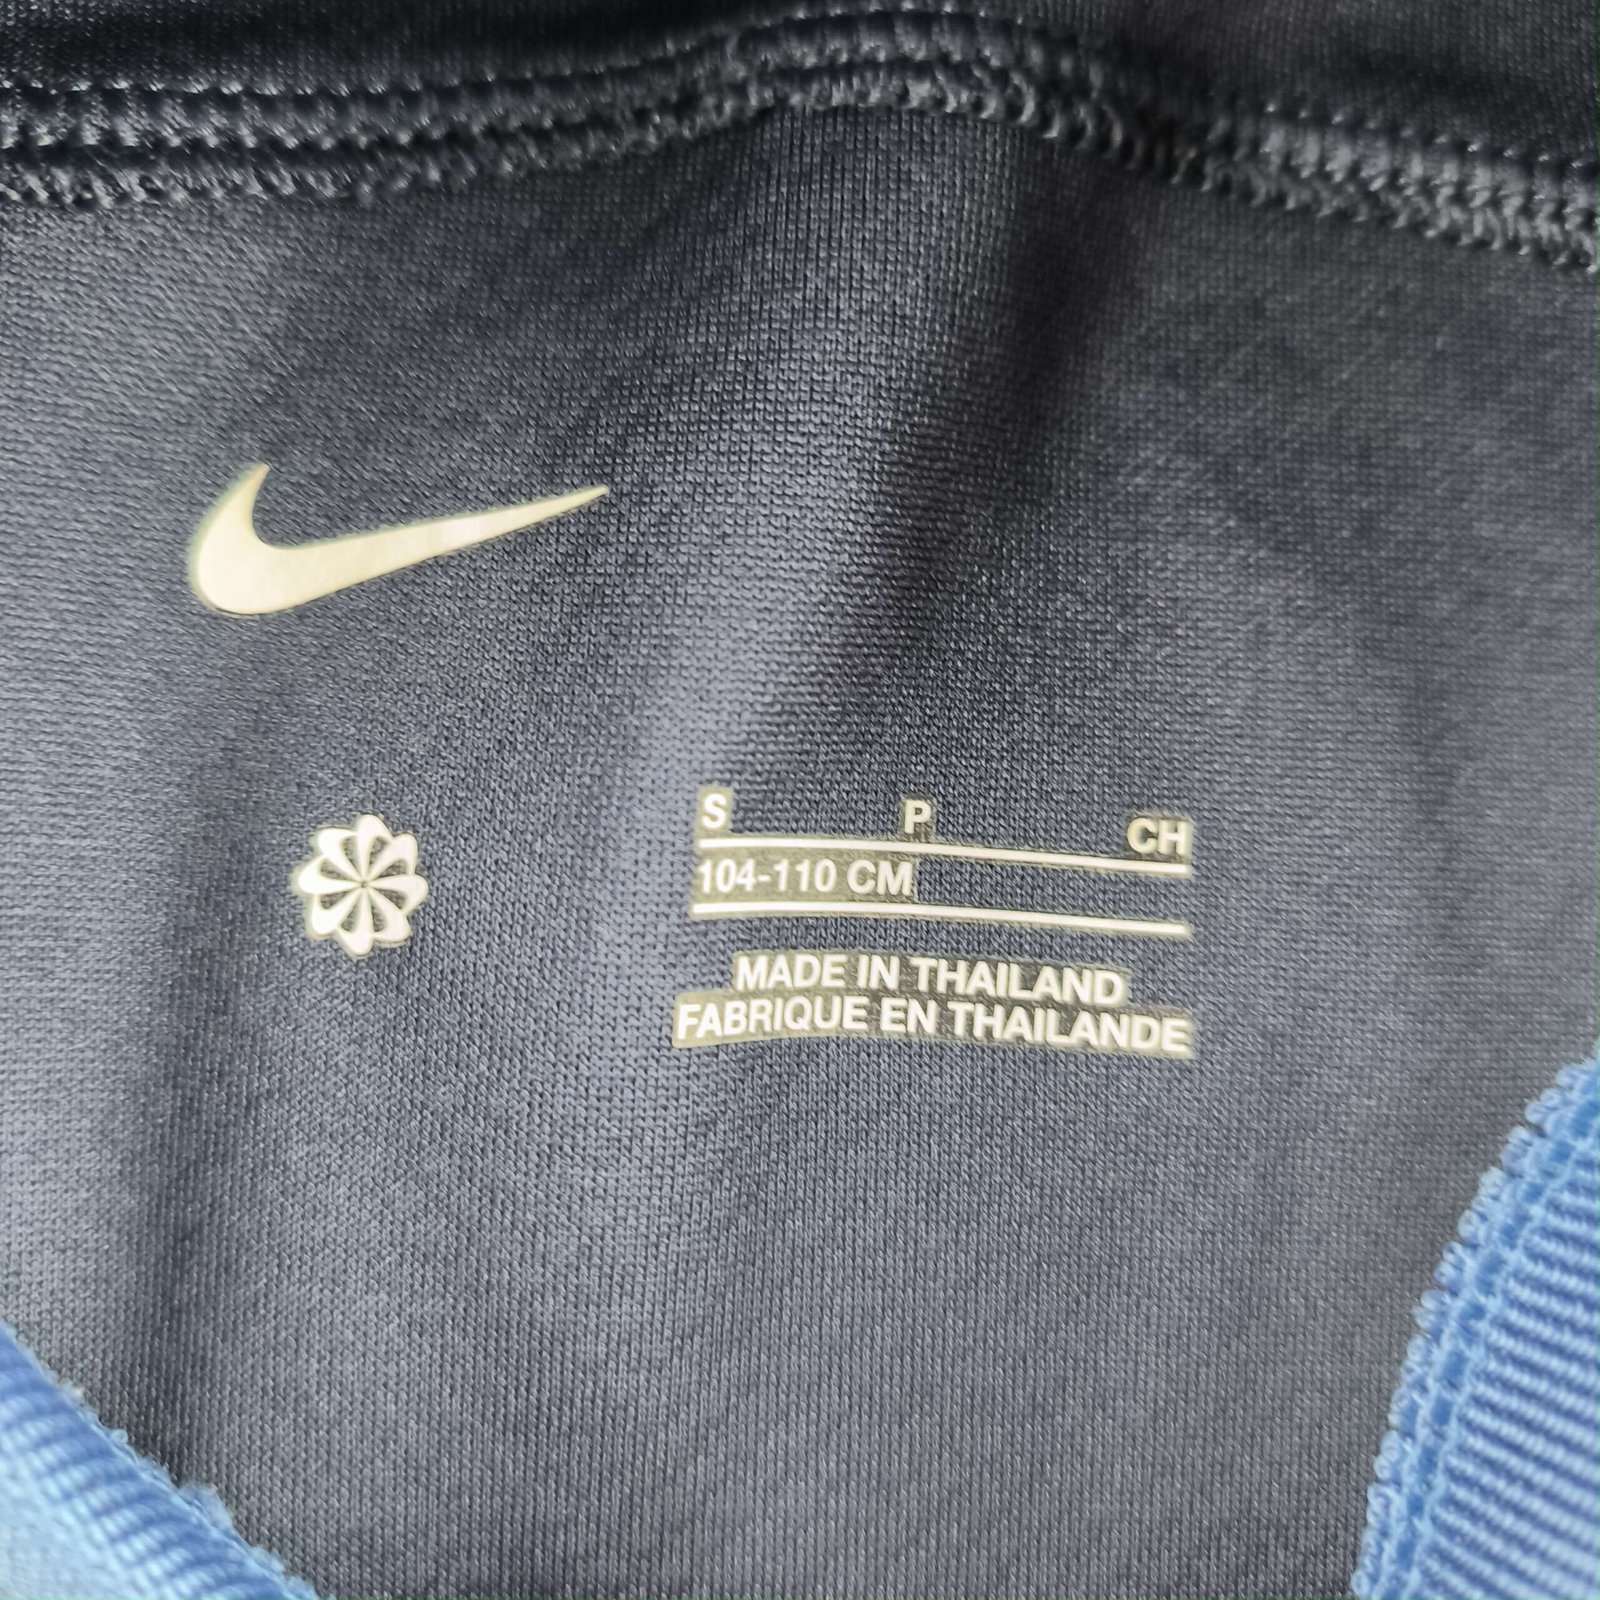 S P CH
104-110 CM
MADE IN THAILAND
FABRIQUE EN THAILANDE